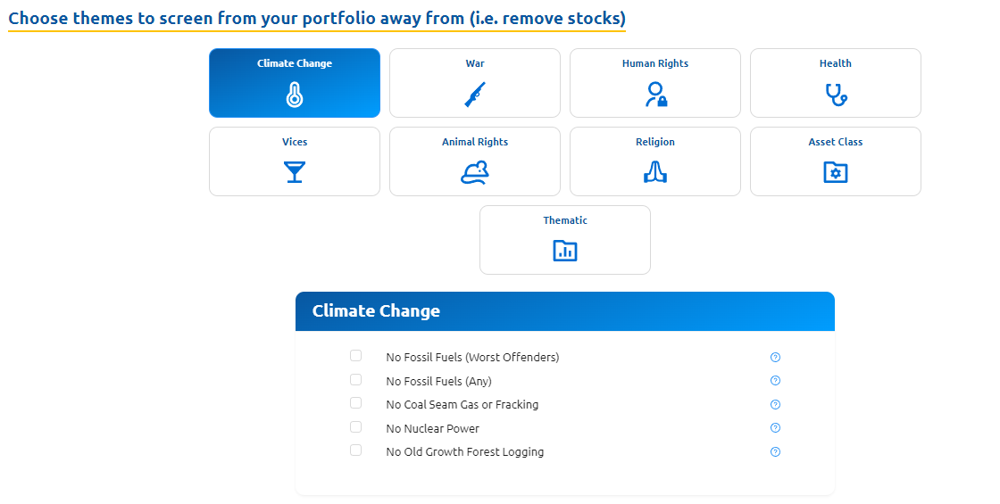 Choose themes to screen from your portfolio away from (i.e. remove stocks)
Climate Change
War
Human Rights
Health
Vices
Animal Rights
Religion
Asset Class
Thematic
Climate Change
No Fossil Fuels (Worst Offenders)
No Fossil Fuels (Any)
No Coal Seam Gas or Fracking
No Nuclear Power
No Old Growth Forest Logging